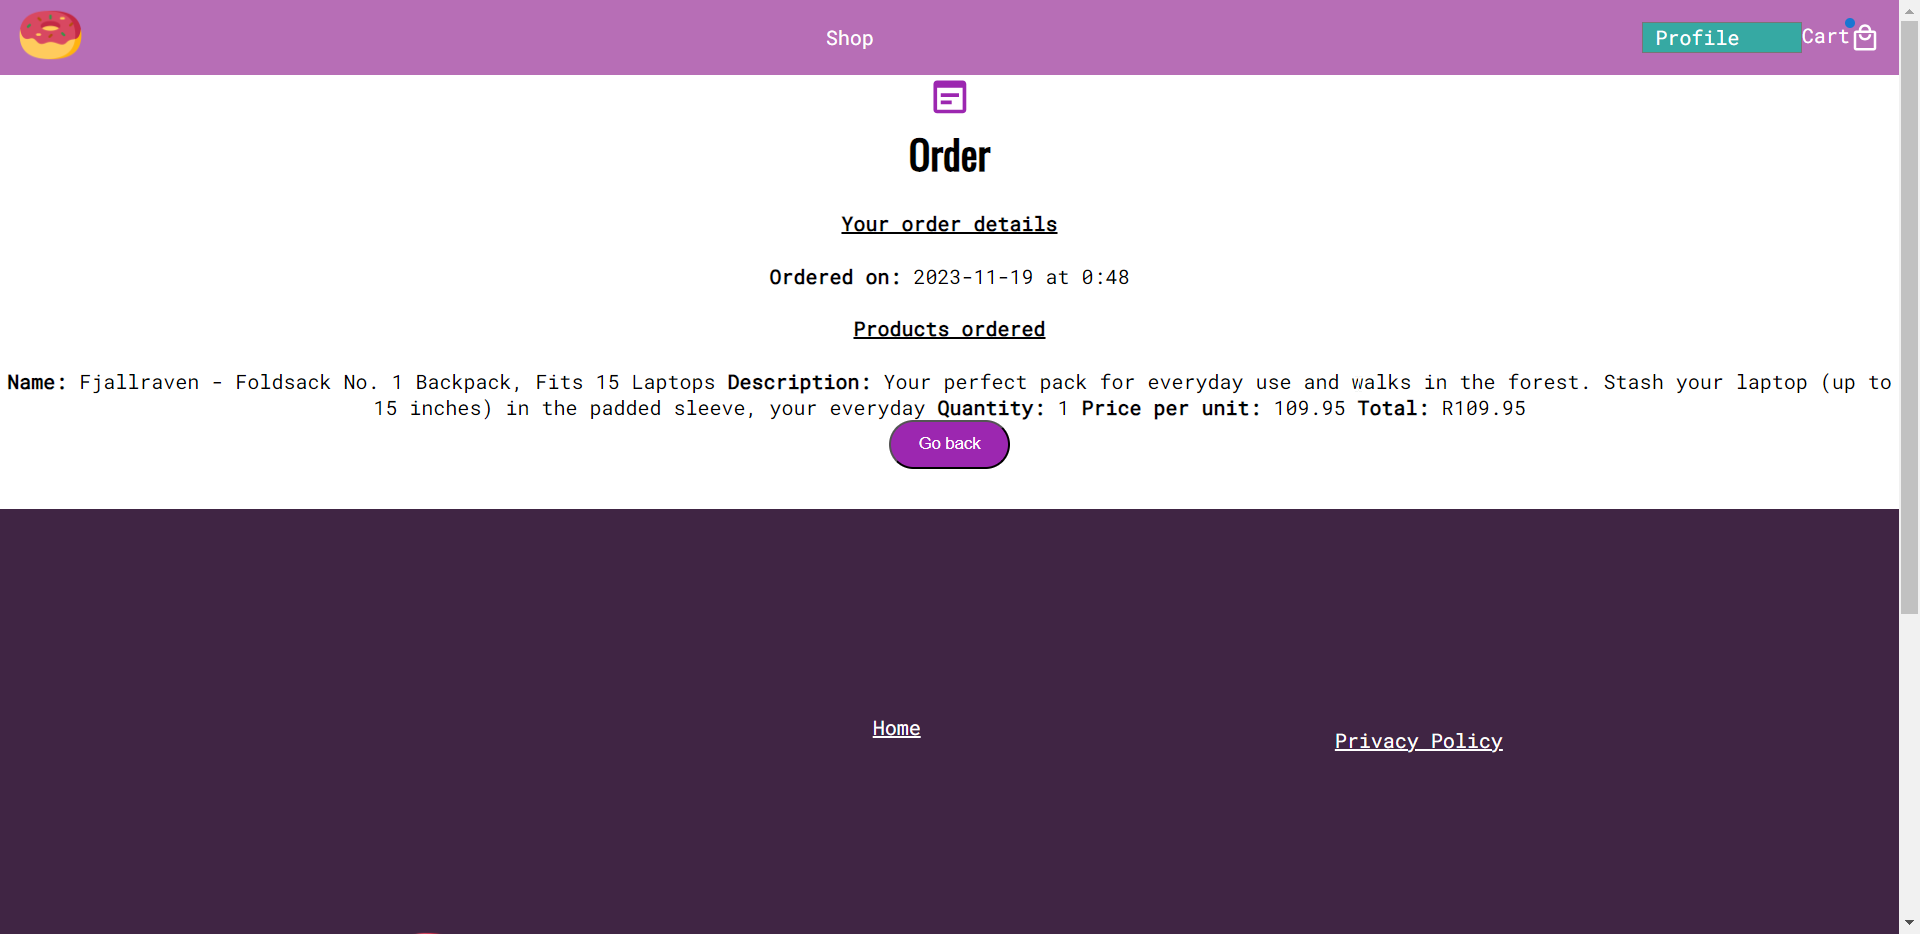 Shop
Profile
Cart
Order
Your order details
Ordered on: 2023-11-19 at 0:48
Products ordered
Name: Fjallraven - Foldsack No. 1 Backpack, Fits 15 Laptops Description: Your perfect pack for everyday use and walks in the forest. Stash your laptop (up to
15 inches) in the padded sleeve, your everyday Quantity: 1 Price per unit: 109.95 Total: R109.95
Go back
Home
Privacy Policy